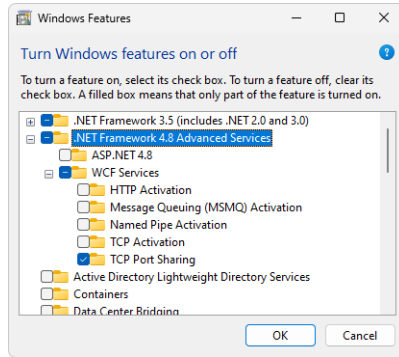 Windows Features
Turn Windows features on or off
To turn a feature on, select its check box. To turn a feature off, clear its
check box. A filled box means that only part of the feature is turned on.
.NET Framework 3.5 (includes .NET 2.0 and 3.0)
.NET Framework 4.8 Advanced Services
ASP.NET 4.8
WCF Services
HTTP Activation
Message Queuing (MSMQ) Activation
Named Pipe Activation
TCP Activation
TCP Port Sharing
Active Directory Lightweight Directory Services
Containers
Data Center Bridging
OK Cancel